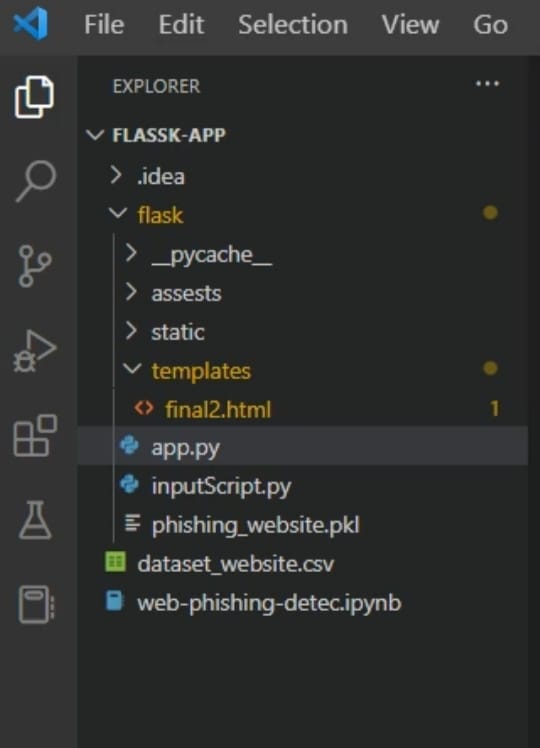 File Edit Selection View Go
EXPLORER ...
FLASSK-APP
.idea
flask
__pycache__
assests
static
templates
<> final2.html 1
app.py
inputScript.py
phishing_website.pkl
dataset_website.csv
web-phishing-detec.ipynb